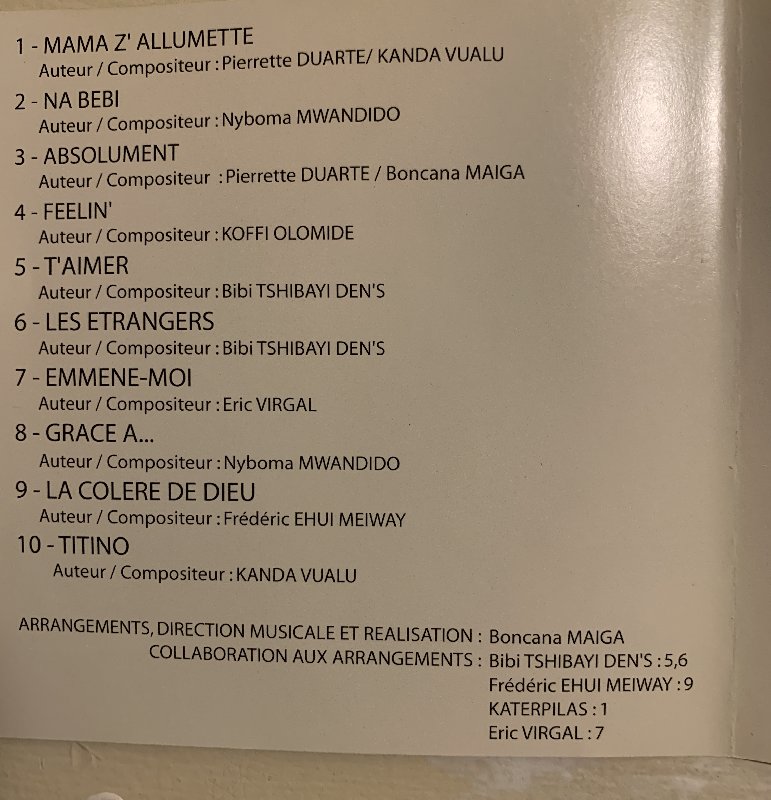 1 - MAMA Z' ALLUMETTE
Auteur / Compositeur : Pierrette DUARTE/ KANDA VUALU
2 - NA BEBI
Auteur / Compositeur : Nyboma MWANDIDO
3 - ABSOLUMENT
Auteur / Compositeur : Pierrette DUARTE / Boncana MAIGA
4 - FEELIN'
Auteur / Compositeur : KOFFI OLOMIDE
5 - T'AIMER
Auteur / Compositeur : Bibi TSHIBAYI DEN'S
6 - LES ETRANGERS
Auteur / Compositeur : Bibi TSHIBAYI DEN'S
7 - EMMENE-MOI
Auteur / Compositeur : Eric VIRGAL
8 - GRACE A...
Auteur / Compositeur : Nyboma MWANDIDO
9 - LA COLERE DE DIEU
Auteur / Compositeur : Frédéric EHUI MEIWAY
10 - TITINO
Auteur / Compositeur : KANDA VUALU
ARRANGEMENTS, DIRECTION MUSICALE ET REALISATION : Boncana MAIGA
COLLABORATION AUX ARRANGEMENTS : Bibi TSHIBAYI DEN'S : 5,6
Frédéric EHUI MEIWAY : 9
KATERPILAS : 1
Eric VIRGAL : 7